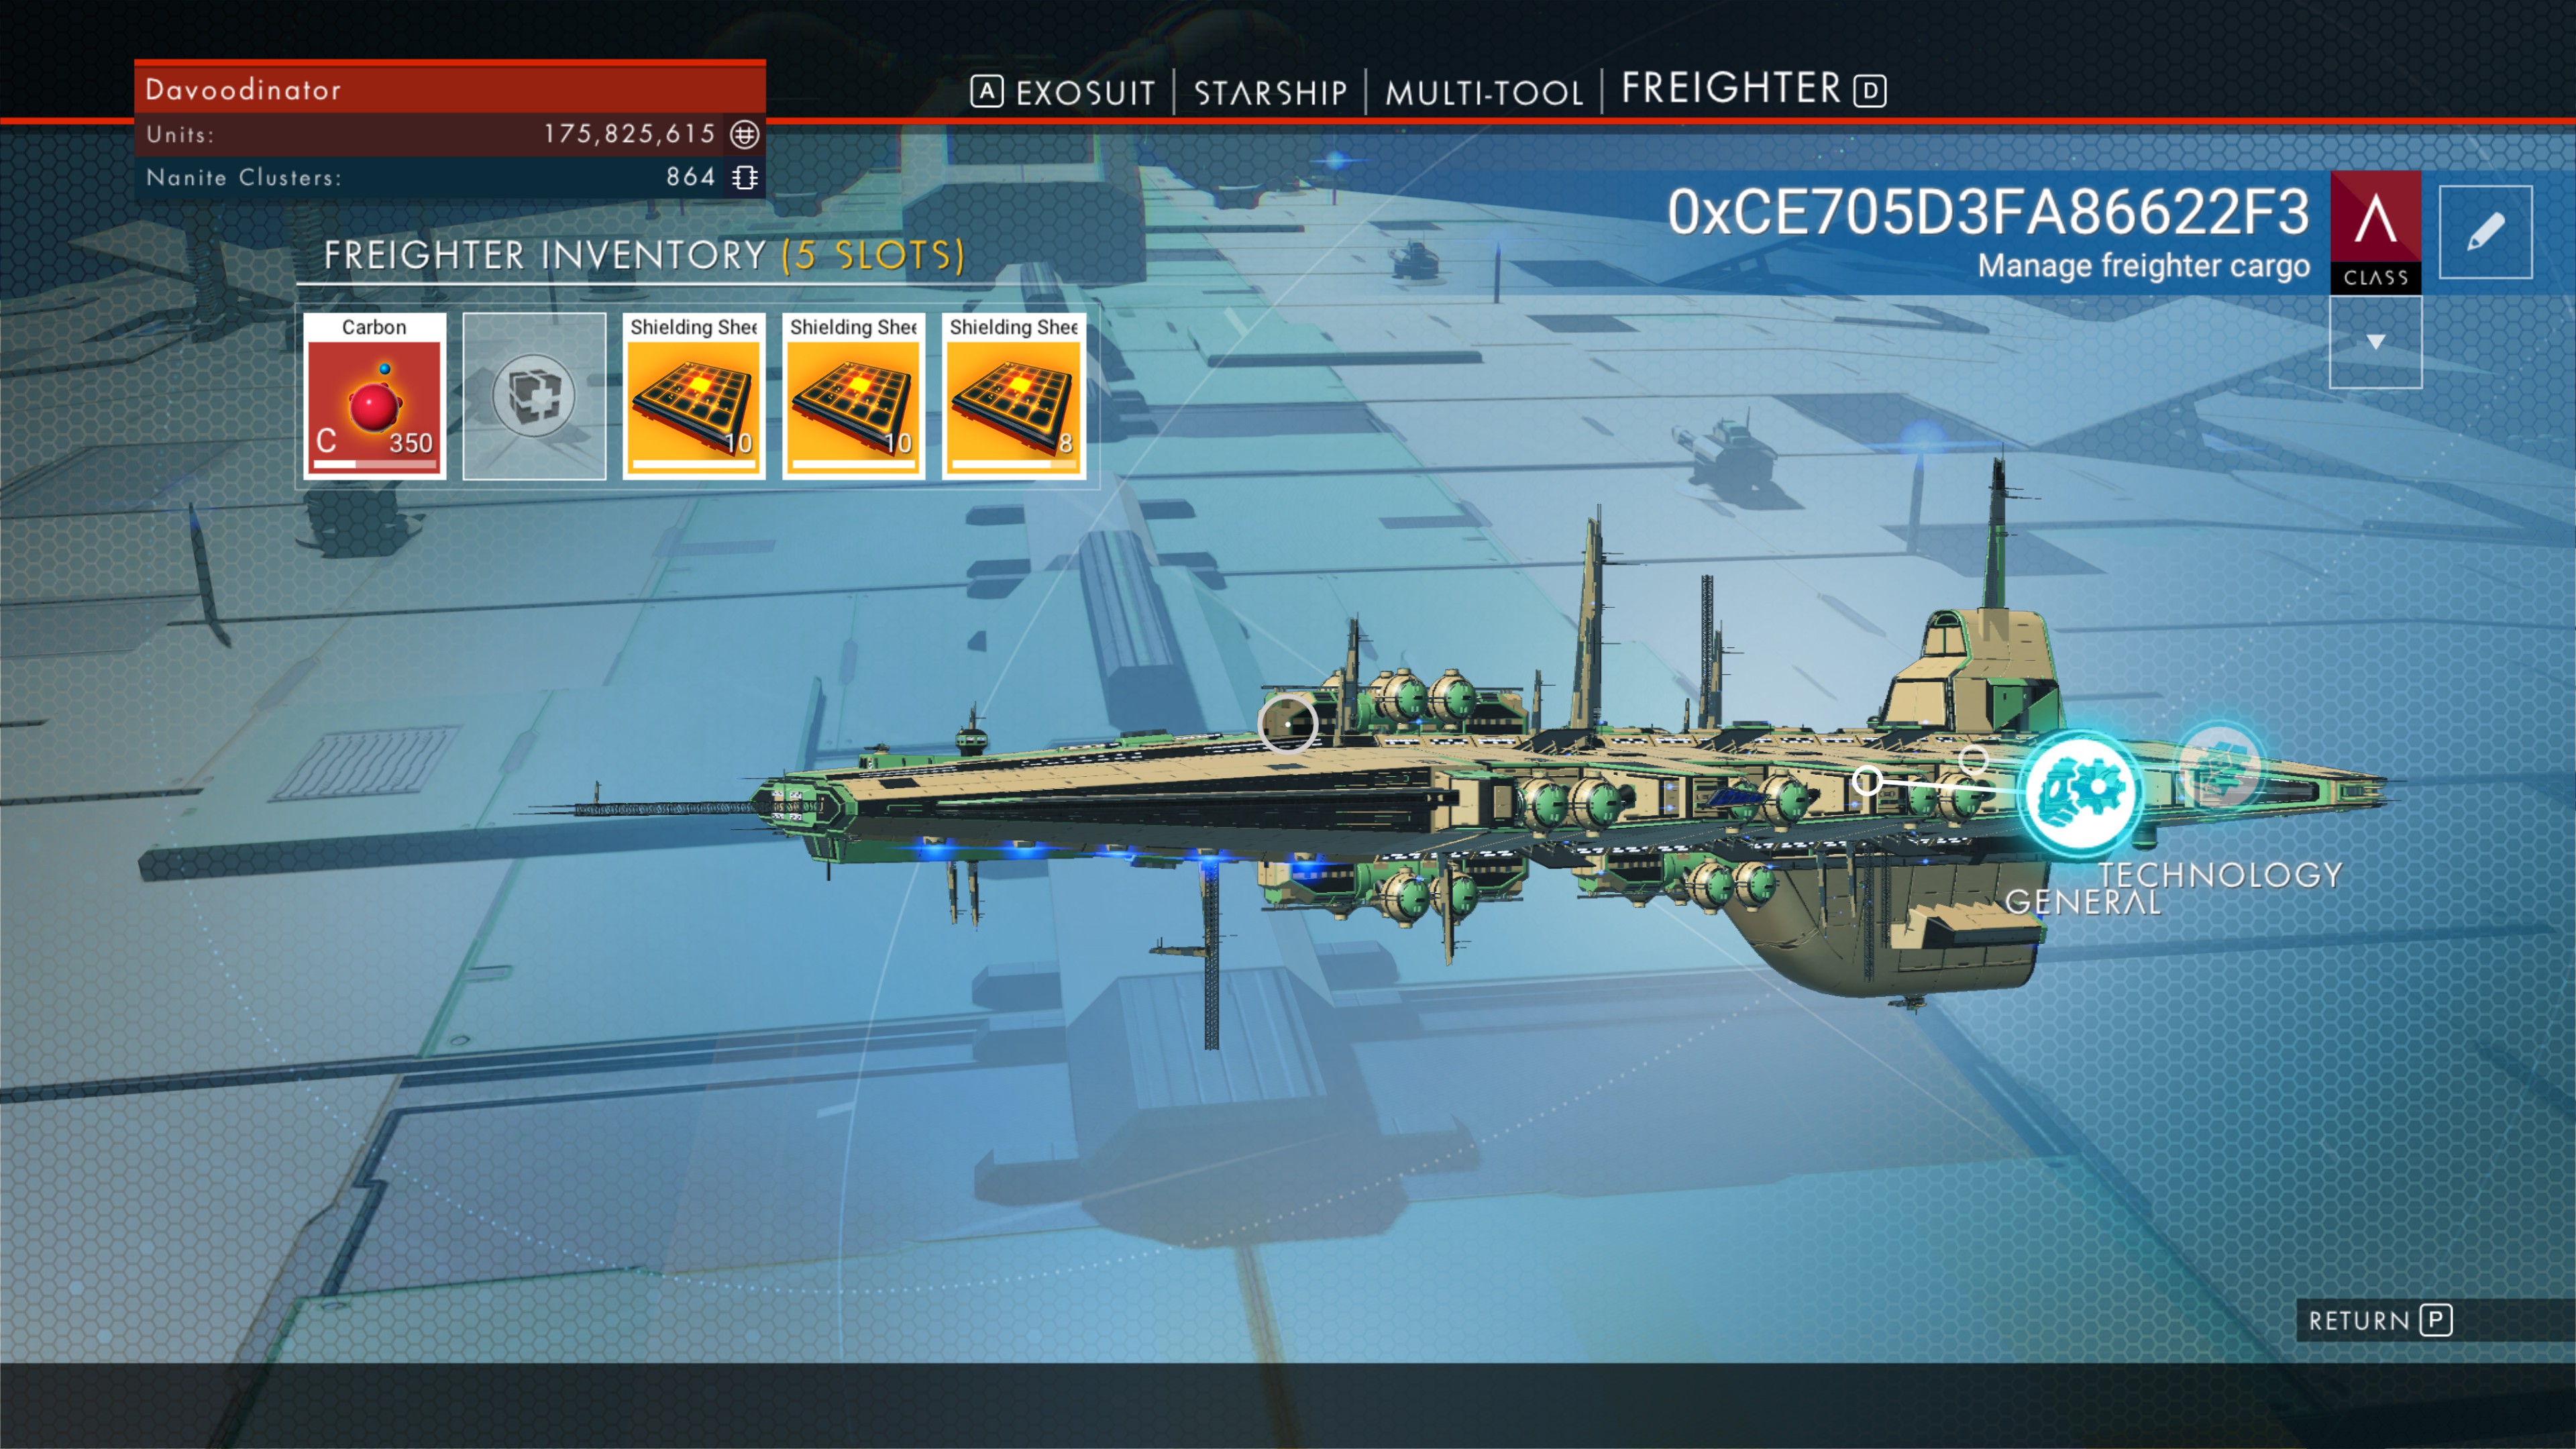 Davoodinator
Units: 175,825,615
Nanite Clusters: 864
A EXOSUIT STARSHIP MULTI-TOOL FREIGHTER D
0xCE705D3FA86622F3
Manage freighter cargo
A
CLASS
FREIGHTER INVENTORY (5 SLOTS)
Carbon
C 350
Shielding Shee
10
Shielding Shee
10
Shielding Shee
8
TECHNOLOGY
GENERAL
RETURN P